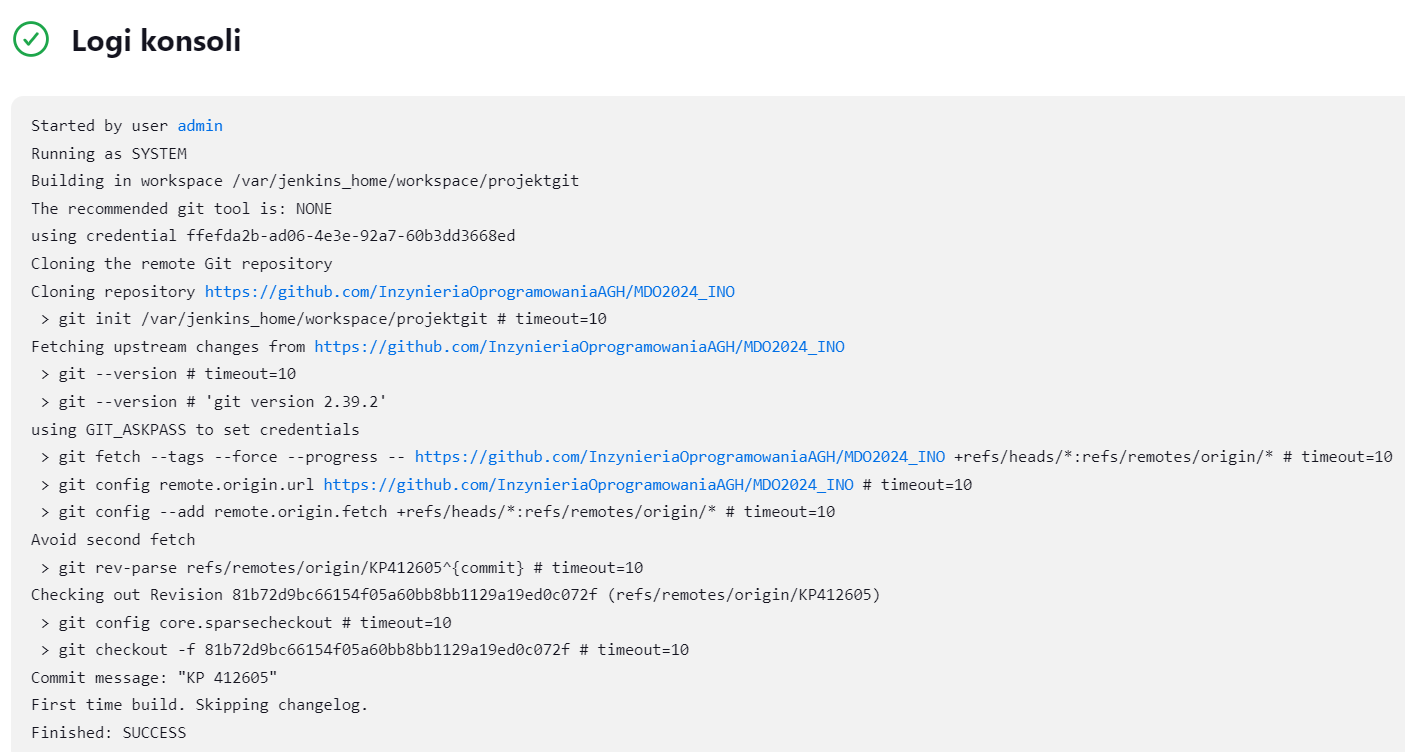 Logi konsoli
Started by user admin
Running as SYSTEM
Building in workspace /var/jenkins_home/workspace/projektgit
The recommended git tool is: NONE
using credential ffefda2b-ad06-4e3e-92a7-60b3dd3668ed
Cloning the remote Git repository
Cloning repository https://github.com/InzynieriaOprogramowaniaAGH/MDO2024_INO
 > git init /var/jenkins_home/workspace/projektgit # timeout=10
Fetching upstream changes from https://github.com/InzynieriaOprogramowaniaAGH/MDO2024_INO
 > git --version # timeout=10
 > git --version # 'git version 2.39.2'
using GIT_ASKPASS to set credentials 
 > git fetch --tags --force --progress -- https://github.com/InzynieriaOprogramowaniaAGH/MDO2024_INO +refs/heads/*:refs/remotes/origin/* # timeout=10
 > git config remote.origin.url https://github.com/InzynieriaOprogramowaniaAGH/MDO2024_INO # timeout=10
 > git config --add remote.origin.fetch +refs/heads/*:refs/remotes/origin/* # timeout=10
Avoid second fetch
 > git rev-parse refs/remotes/origin/KP412605^{commit} # timeout=10
Checking out Revision 81b72d9bc66154f05a60bb8bb1129a19ed0c072f (refs/remotes/origin/KP412605)
 > git config core.sparsecheckout # timeout=10
 > git checkout -f 81b72d9bc66154f05a60bb8bb1129a19ed0c072f # timeout=10
Commit message: "KP 412605"
First time build. Skipping changelog.
Finished: SUCCESS